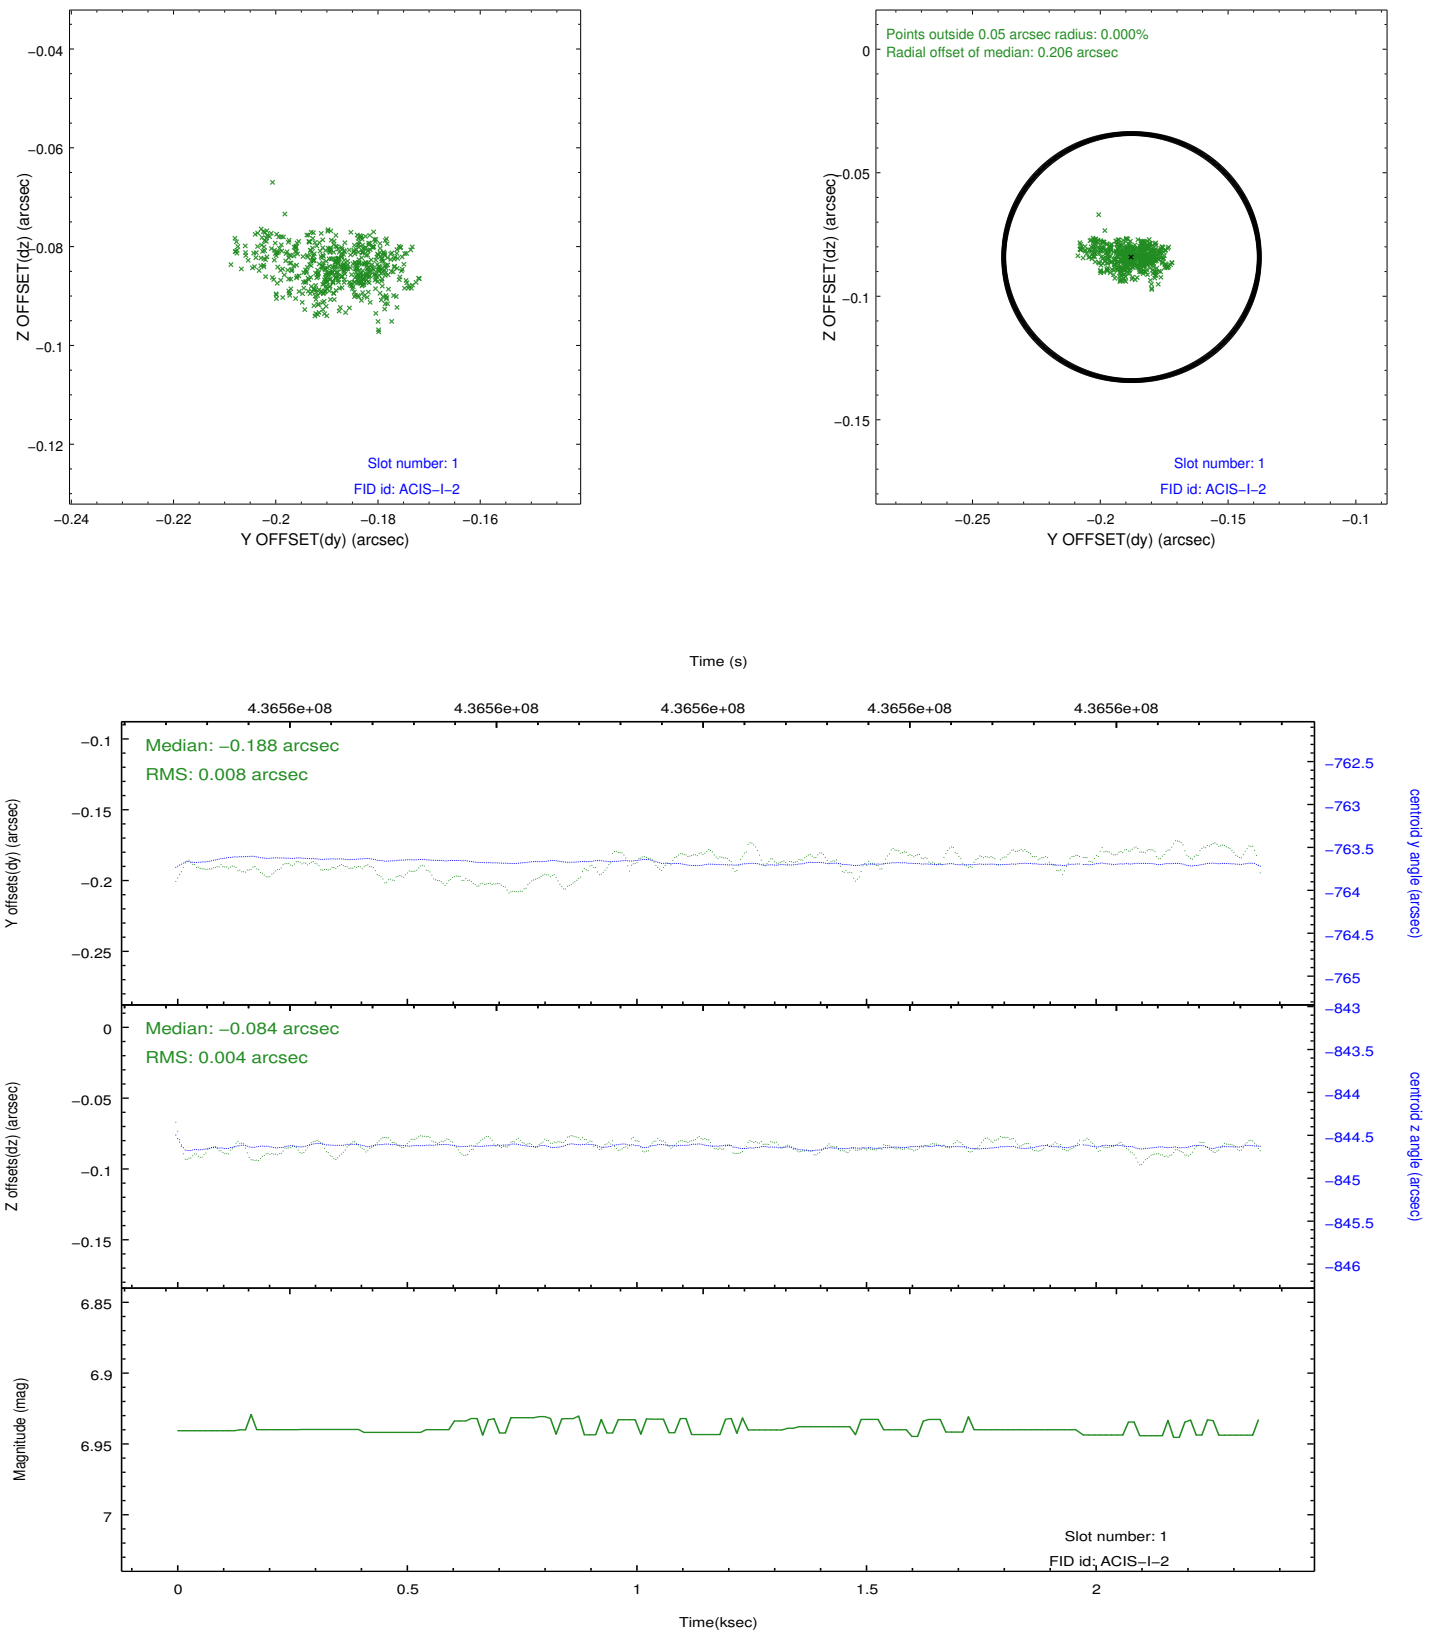 −0.04
−0.06
−0.08
−0.1
−0.12
Z OFFSET(dz) (arcsec)
Slot number: 1
FID id: ACIS−I−2
−0.24
−0.22
−0.2
−0.18
−0.16
Y OFFSET(dy) (arcsec)
Points outside 0.05 arcsec radius: 0.000%
Radial offset of median: 0.206 arcsec
0
−0.05
−0.1
−0.15
Z OFFSET(dz) (arcsec)
Slot number: 1
FID id: ACIS−I−2
−0.25
−0.2
−0.15
−0.1
Y OFFSET(dy) (arcsec)
Time (s)
4.3656e+08
4.3656e+08
4.3656e+08
4.3656e+08
4.3656e+08
Median: −0.188 arcsec
RMS: 0.008 arcsec
−0.1
−0.15
−0.2
−0.25
Y offsets(dy) (arcsec)
−762.5
−763
−763.5
−764
−764.5
−765
centroid y angle (arcsec)
Median: −0.084 arcsec
RMS: 0.004 arcsec
0
−0.05
−0.1
−0.15
Z offsets(dz) (arcsec)
−843
−843.5
−844
−844.5
−845
−845.5
−846
centroid z angle (arcsec)
6.85
6.9
6.95
7
Magnitude (mag)
Slot number: 1
FID id: ACIS−I−2
0
0.5
1
1.5
2
Time(ksec)